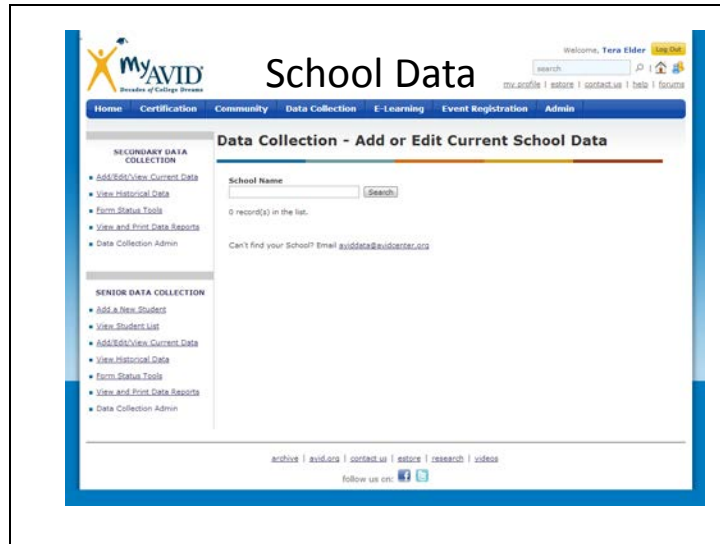 MyAVID
Decades of College Dreams
School Data
Welcome, Tera Elder Log Out
search
my profile | estore | contact us | help | forums
Home Certification Community Data Collection E-Learning Event Registration Admin
SECONDARY DATA
COLLECTION
Add/Edit/View Current Data
View Historical Data
Form Status Tools
View and Print Data Reports
Data Collection Admin
SENIOR DATA COLLECTION
Add a New Student
View Student List
Add/Edit/View Current Data
View Historical Data
Form Status Tools
View and Print Data Reports
Data Collection Admin
Data Collection - Add or Edit Current School Data
School Name
Search
0 record(s) in the list.
Can't find your School? Email aviddata@avidcenter.org
archive | avid.org | contact us | estore | research | videos
follow us on: